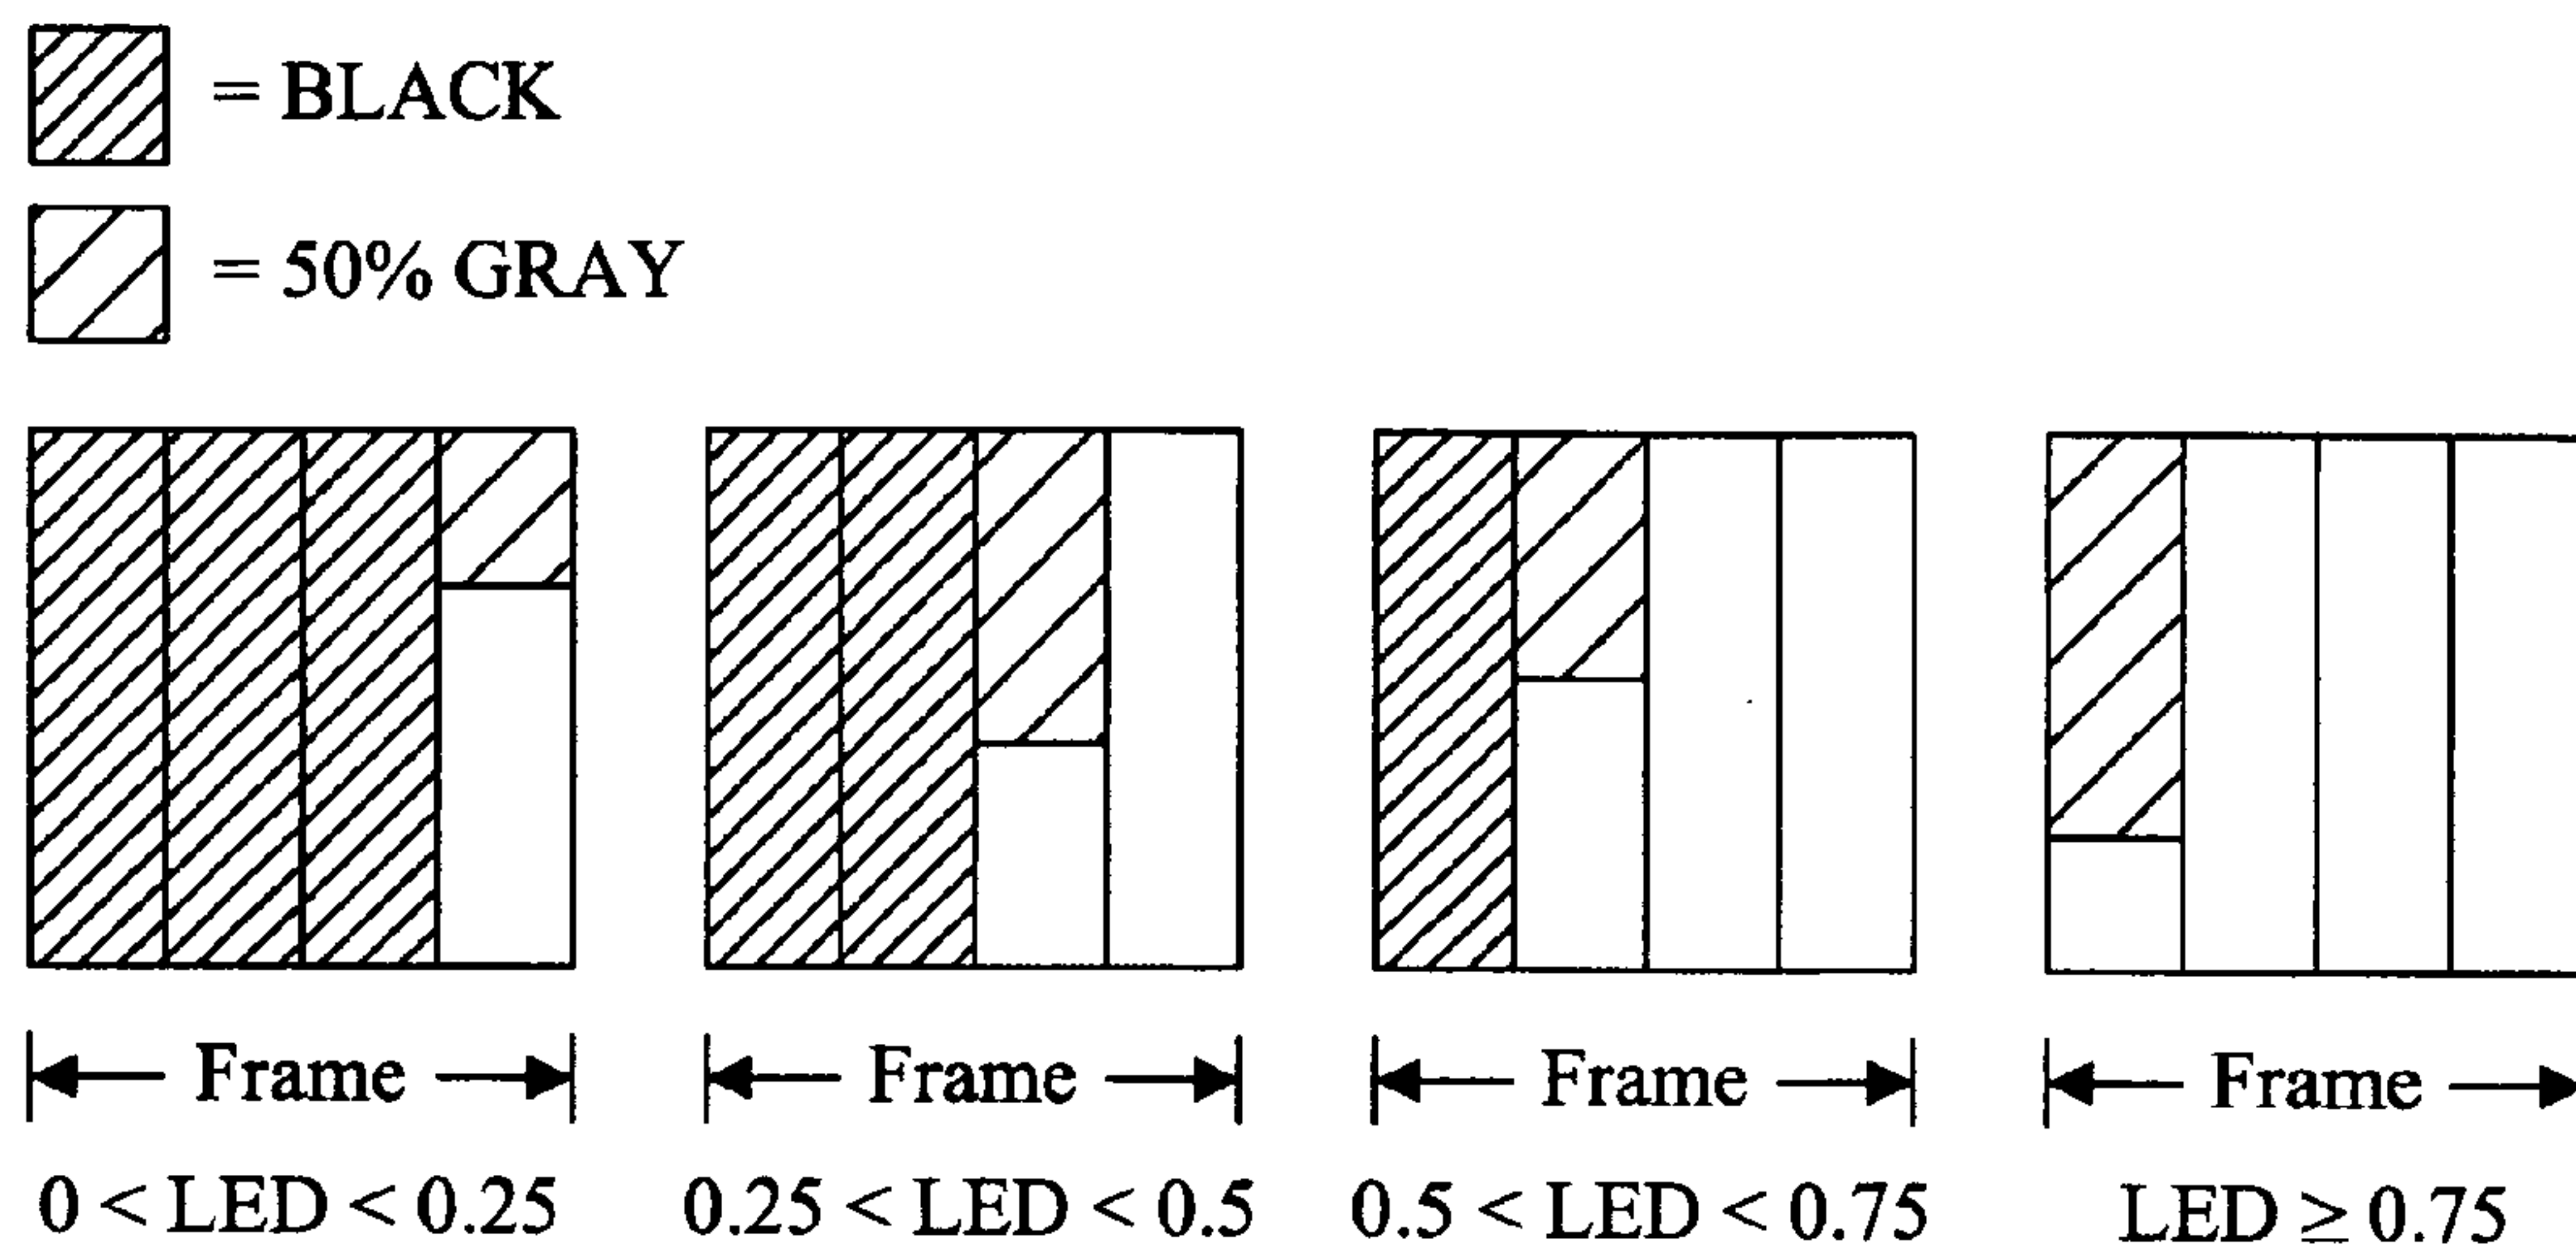 = BLACK
= 50% GRAY
Frame Frame Frame Frame
0 < LED < 0.25 0.25 < LED < 0.5 0.5 < LED < 0.75 LED ≥ 0.75